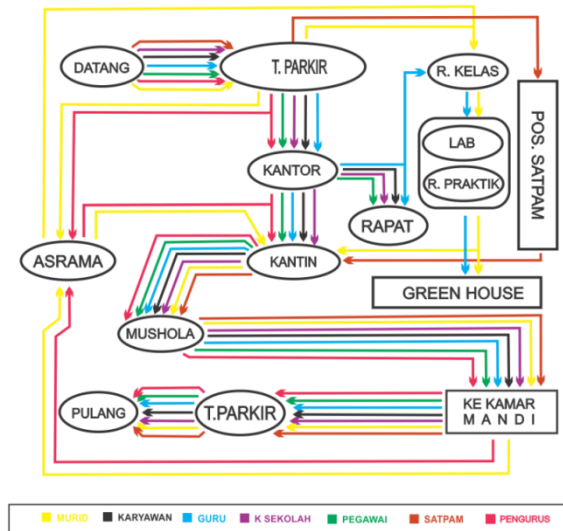 DATANG
T. PARKIR
R. KELAS
LAB
R. PRAKTIK
POS. SATPAM
KANTOR
RAPAT
ASRAMA
KANTIN
GREEN HOUSE
MUSHOLA
PULANG
T.PARKIR
KE KAMAR
MANDI
MURID
KARYAWAN
GURU
K SEKOLAH
PEGAWAI
SATPAM
PENGURUS